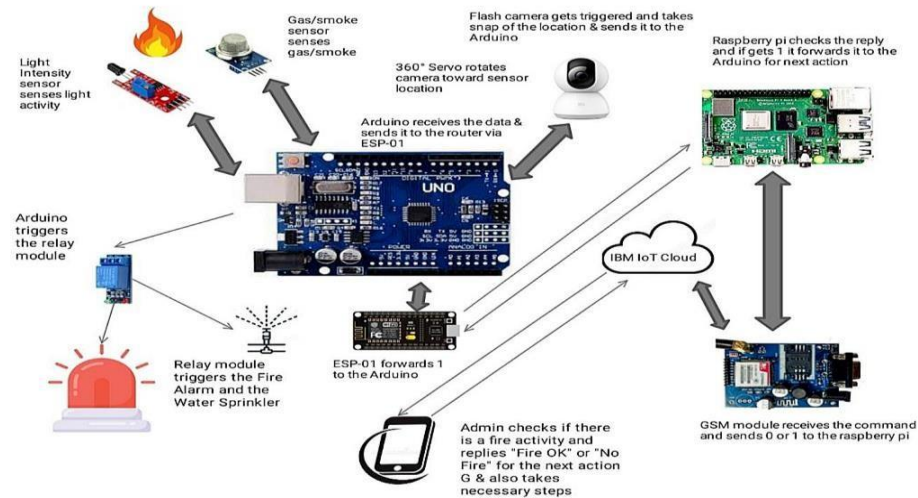 Gas/smoke
sensor
senses
gas/smoke
Flash camera gets triggered and takes
snap of the location & sends it to the
Arduino
Raspberry pi checks the reply
and if gets 1 it forwards it to the
Arduino for next action
Light
Intensity
sensor
senses light
activity
360° Servo rotates
camera toward sensor
location
Arduino receives the data &
sends it to the router via
ESP-01
UNO
Arduino
triggers
the relay
module
IBM IoT Cloud
POWER
ANALOG IN
Relay module
triggers the Fire
Alarm and the
Water Sprinkler
ESP-01 forwards 1
to the Arduino
GSM module receives the command
and sends 0 or 1 to the raspberry pi
Admin checks if there
is a fire activity and
replies "Fire OK" or "No
Fire" for the next action
G & also takes
necessary steps